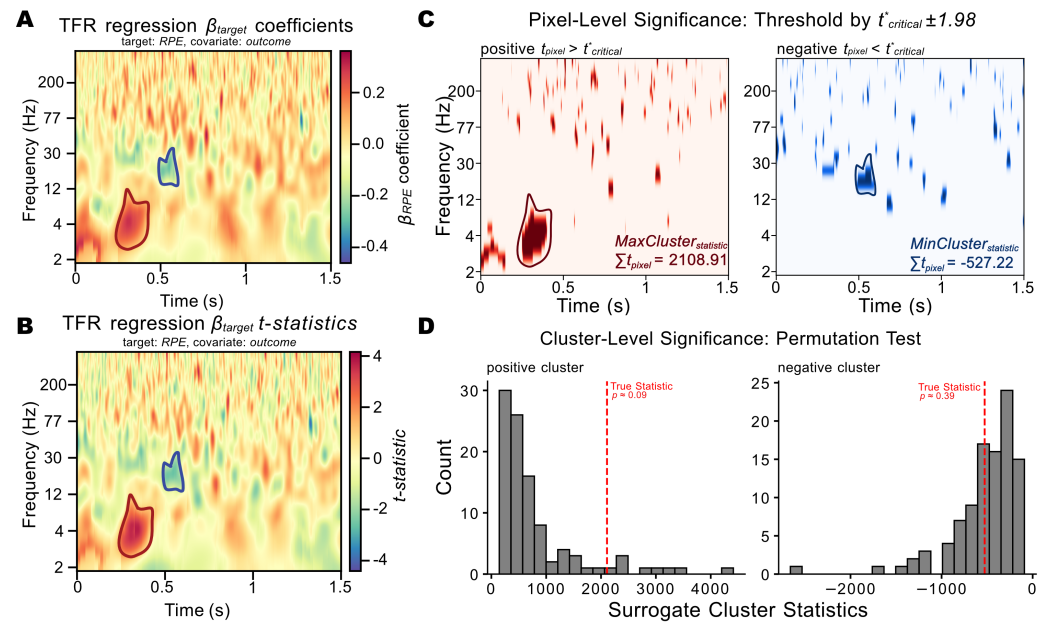 A
TFR regression βtarget coefficients
target: RPE, covariate: outcome
Frequency (Hz)
200
77
30
12
4
2
0
0.5
1
1.5
Time (s)
0.2
0.0
-0.2
-0.4
βRPE coefficient
B
TFR regression βtarget t-statistics
target: RPE, covariate: outcome
Frequency (Hz)
200
77
30
12
4
2
0
0.5
1
1.5
Time (s)
4
2
0
-2
-4
t-statistic
C
Pixel-Level Significance: Threshold by t*critical ±1.98
positive tpixel > t*critical
Frequency (Hz)
200
77
30
12
4
2
0
0.5
1
1.5
Time (s)
MaxClusterstatistic
∑tpixel = 2108.91
negative tpixel < t*critical
200
77
30
12
4
2
0
0.5
1
1.5
Time (s)
MinClusterstatistic
∑tpixel = -527.22
D
Cluster-Level Significance: Permutation Test
positive cluster
Count
30
20
10
0
0
1000
2000
3000
4000
True Statistic
p ≈ 0.09
negative cluster
25
20
15
10
5
0
−2000
−1000
0
True Statistic
p ≈ 0.39
Surrogate Cluster Statistics